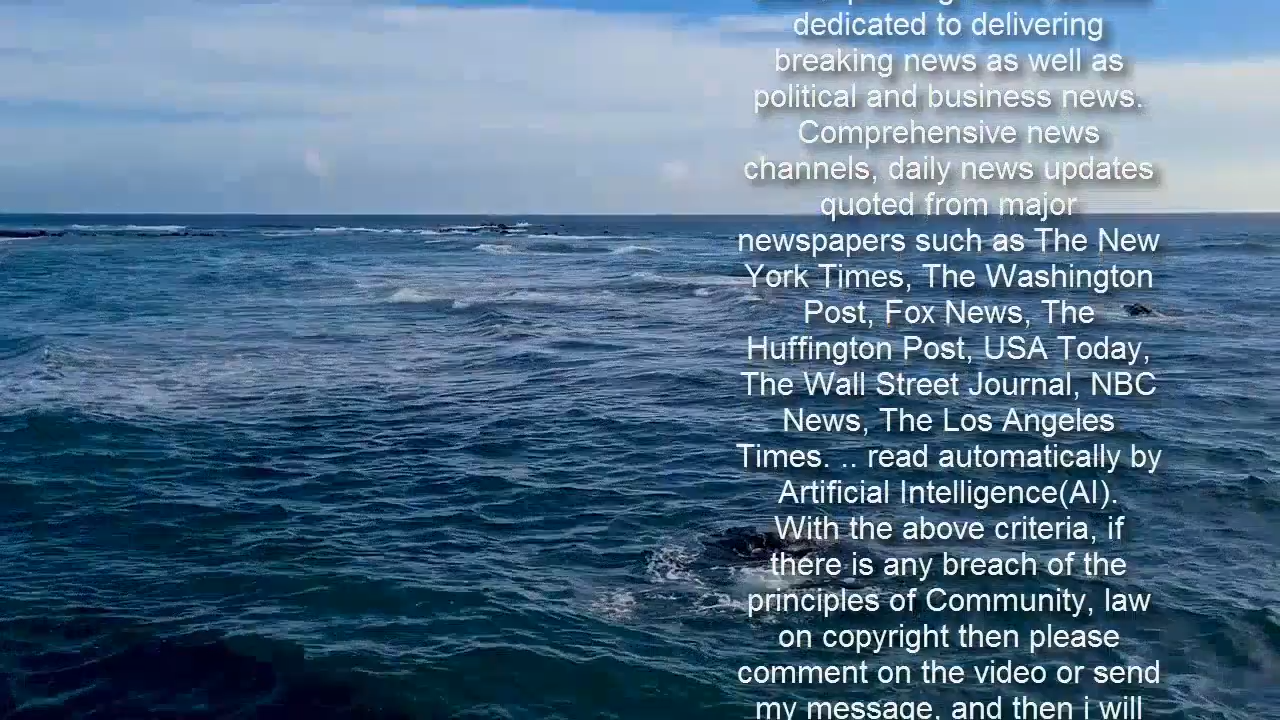 dedicated to delivering
breaking news as well as
political and business news.
Comprehensive news
channels, daily news updates
quoted from major
newspapers such as The New
York Times, The Washington
Post, Fox News, The
Huffington Post, USA Today,
The Wall Street Journal, NBC
News, The Los Angeles
Times. .. read automatically by
Artificial Intelligence(AI).
With the above criteria, if
there is any breach of the
principles of Community, law
on copyright then please
comment on the video or send
my message, and then i will